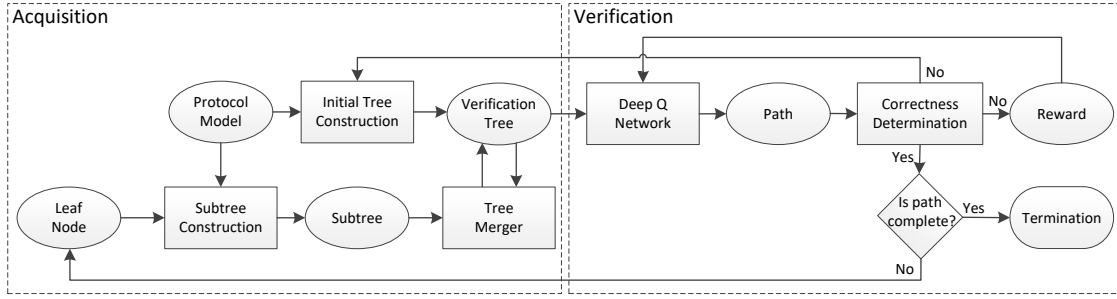 Acquisition
Verification
No
Protocol
Model
Initial Tree
Construction
Verification
Tree
Deep Q
Network
Path
Correctness
Determination
No
Reward
Yes
Leaf
Node
Subtree
Construction
Subtree
Tree
Merger
Is path
complete?
Yes
Termination
No